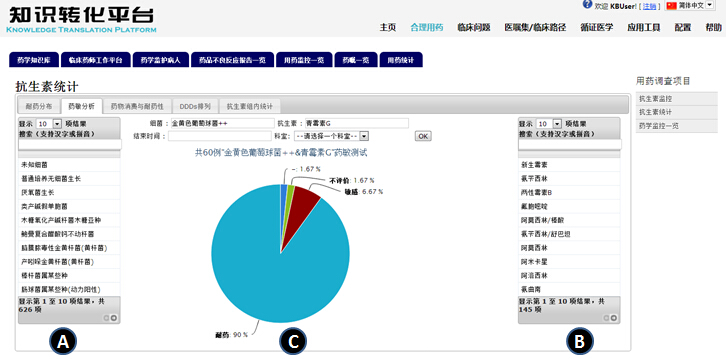 知识转化平台
KNOWLEDGE TRANSLATION PLATFORM
欢迎 KBUser! [注销] 简体中文
主页 合理用药 临床问题 医嘱集/临床路径 循证医学 应用工具 配置 帮助
药学知识库 临床药师工作平台 药学监护病人 药品不良反应报告一览 用药监控一览 药嘱一览 用药统计
抗生素统计
耐药分布 药敏分析 药物消费与耐药性 DDDs排列 抗生素组内统计
显示 10 项结果
搜索（支持汉字或拼音）
未知细菌
普通培养无细菌生长
厌氧菌生长
类产碱假单胞菌
木糖氧化产碱杆菌木糖亚种
鲍曼复合醋酸钙不动杆菌
脑膜脓毒性金黄杆菌(黄杆菌)
产吲哚金黄杆菌(黄杆菌)
棒杆菌属某些种
肠球菌属某些种(动力阳性)
显示第 1 至 10 项结果，共
626 项
A
细菌： 金黄色葡萄球菌++ 抗生素： 青霉素G
结束时间： 科室： --请选择一个科室-- OK
共60例"金黄色葡萄球菌++&青霉素G"药敏测试
--: 1.67 %
不评价: 1.67 %
敏感: 6.67 %
耐药: 90 %
C
显示 10 项结果
搜索（支持汉字或拼音）
新生霉素
氨苄西林
两性霉素B
氟胞嘧啶
阿莫西林/棒酸
氨苄西林/舒巴坦
阿莫西林
阿米卡星
阿洛西林
氨曲南
显示第 1 至 10 项结果，共
145 项
B
用药调查项目
抗生素监控
抗生素统计
药学监控一览